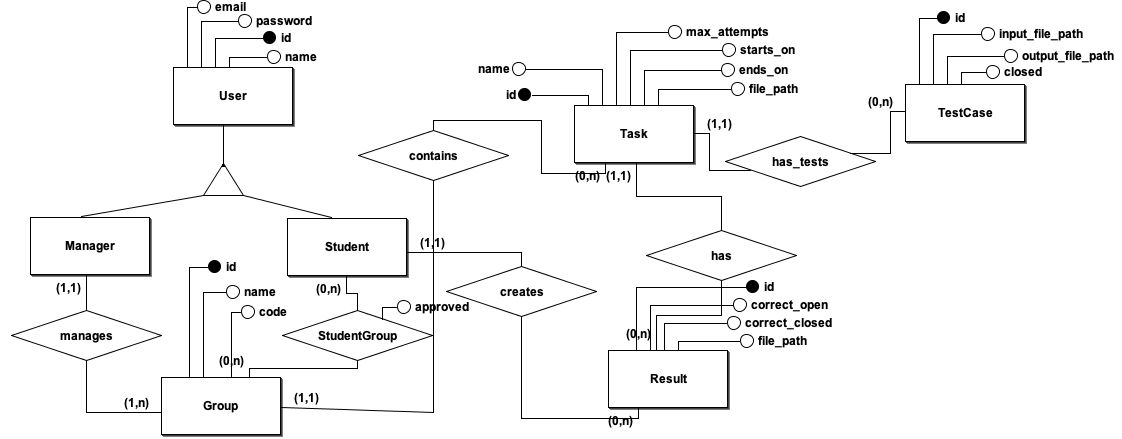 email
password
id
name
User
max_attempts
starts_on
ends_on
file_path
name
id
Task
id
input_file_path
output_file_path
closed
TestCase
(0,n)
(1,1)
has_tests
contains
(0,n)
(1,1)
Manager
Student
(1,1)
has
(1,1)
(0,n)
id
name
code
creates
approved
manages
StudentGroup
(0,n)
id
correct_open
correct_closed
file_path
(0,n)
Result
(1,n)
Group
(1,1)
(0,n)